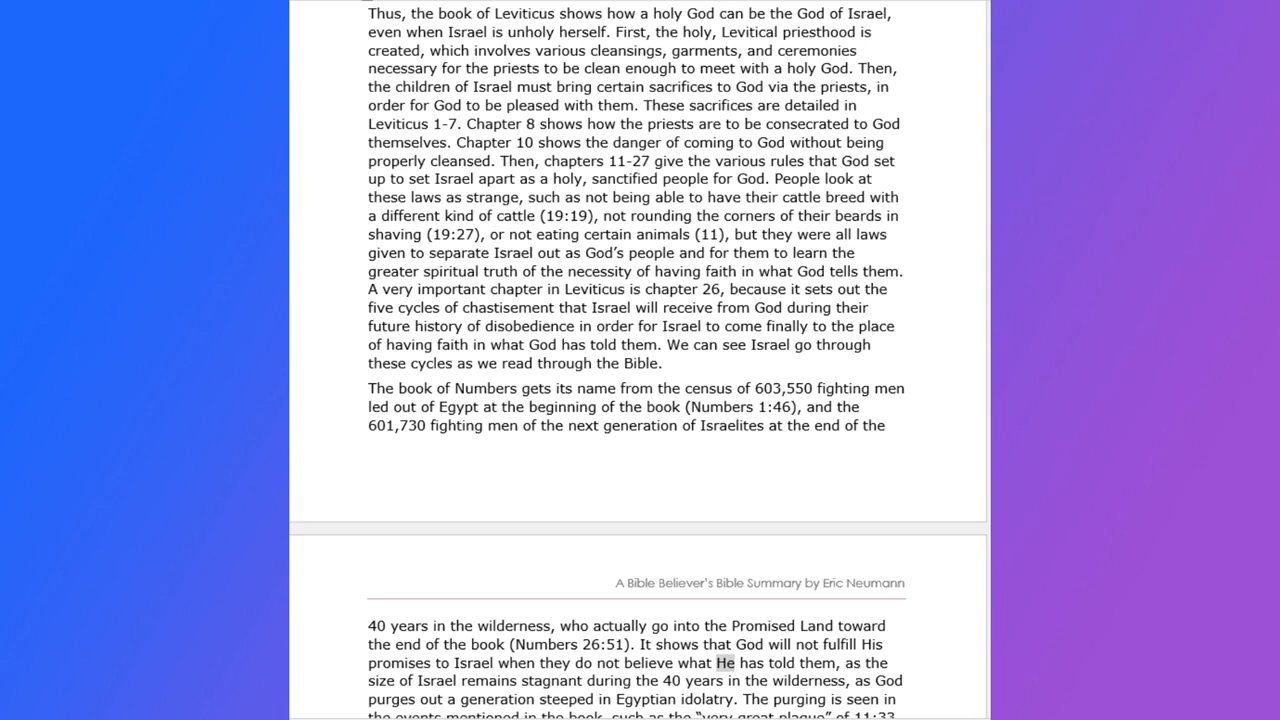 Thus, the book of Leviticus shows how a holy God can be the God of Israel,
even when Israel is unholy herself. First, the holy, Levitical priesthood is
created, which involves various cleansings, garments, and ceremonies
necessary for the priests to be clean enough to meet with a holy God. Then,
the children of Israel must bring certain sacrifices to God via the priests, in
order for God to be pleased with them. These sacrifices are detailed in
Leviticus 1-7. Chapter 8 shows how the priests are to be consecrated to God
themselves. Chapter 10 shows the danger of coming to God without being
properly cleansed. Then, chapters 11-27 give the various rules that God set
up to set Israel apart as a holy, sanctified people for God. People look at
these laws as strange, such as not being able to have their cattle breed with
a different kind of cattle (19:19), not rounding the corners of their beards in
shaving (19:27), or not eating certain animals (11), but they were all laws
given to separate Israel out as God’s people and for them to learn the
greater spiritual truth of the necessity of having faith in what God tells them.
A very important chapter in Leviticus is chapter 26, because it sets out the
five cycles of chastisement that Israel will receive from God during their
future history of disobedience in order for Israel to come finally to the place
of having faith in what God has told them. We can see Israel go through
these cycles as we read through the Bible.
The book of Numbers gets its name from the census of 603,550 fighting men
led out of Egypt at the beginning of the book (Numbers 1:46), and the
601,730 fighting men of the next generation of Israelites at the end of the
A Bible Believer’s Bible Summary by Eric Neumann
40 years in the wilderness, who actually go into the Promised Land toward
the end of the book (Numbers 26:51). It shows that God will not fulfill His
promises to Israel when they do not believe what He has told them, as the
size of Israel remains stagnant during the 40 years in the wilderness, as God
purges out a generation steeped in Egyptian idolatry. The purging is seen in
the events mentioned in the book, such as the “very great plague” of 11:33,